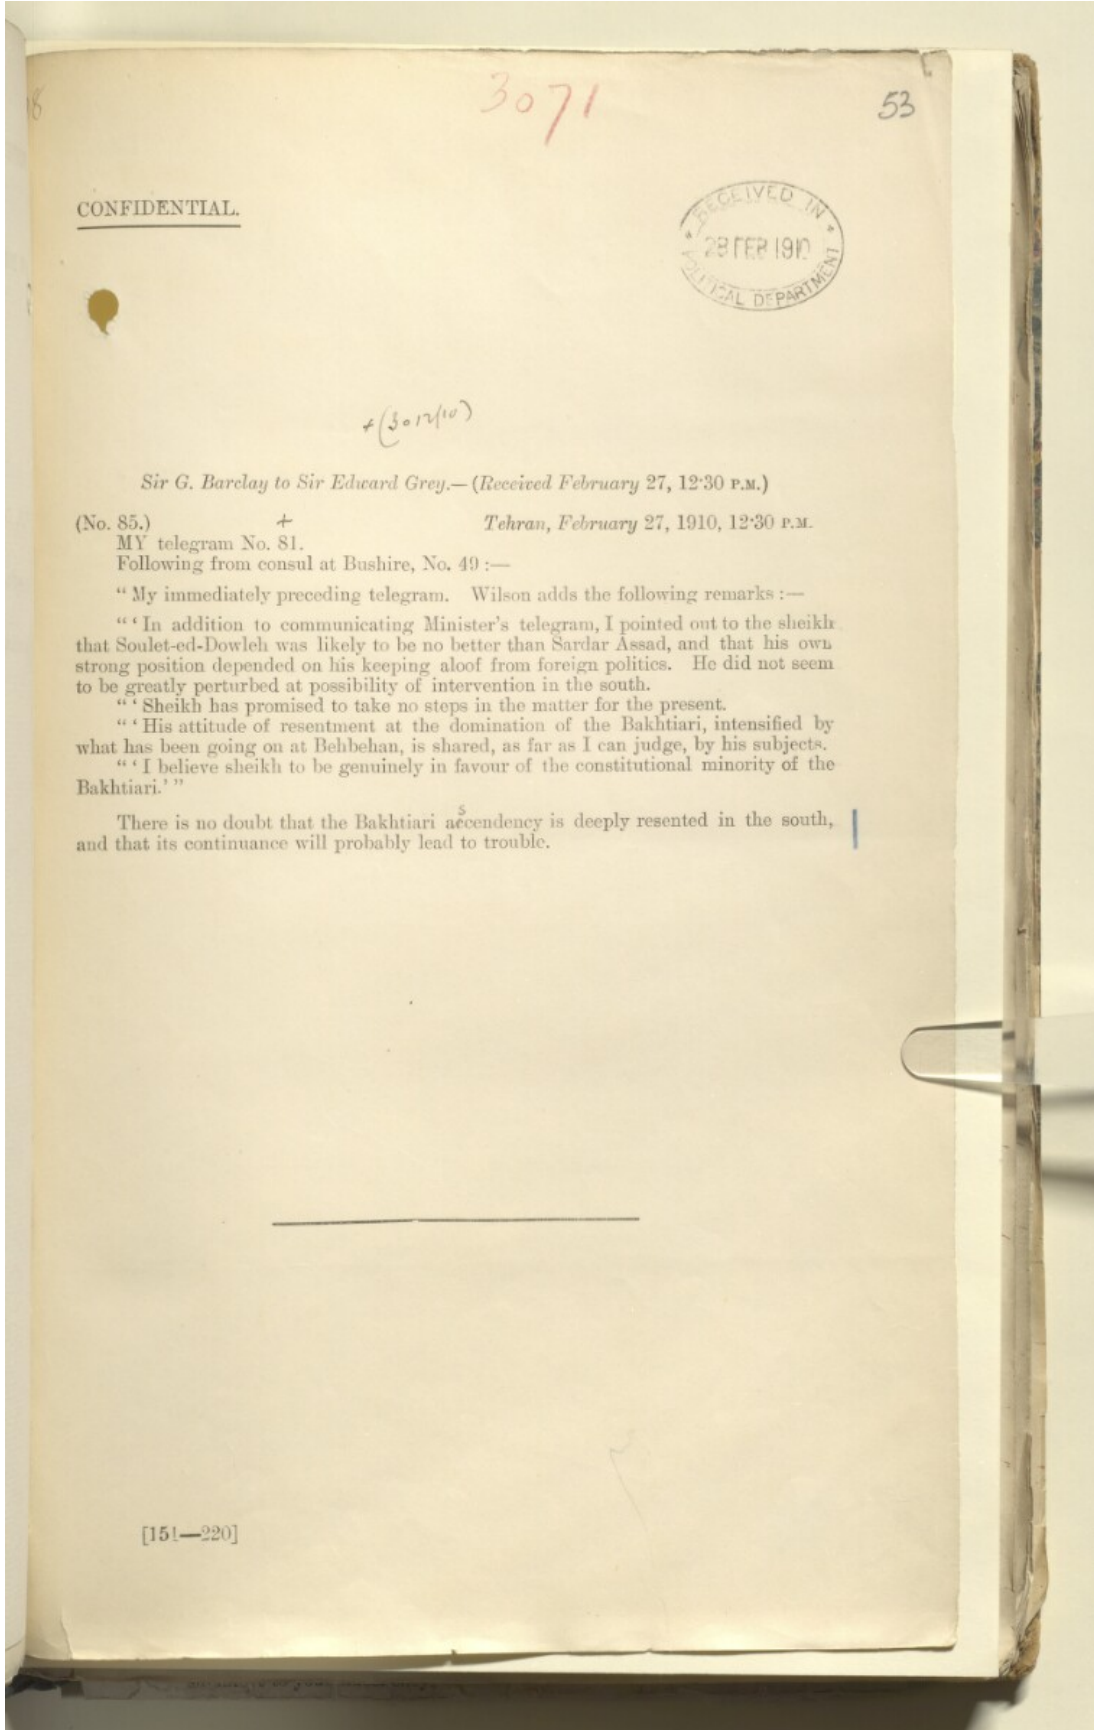 3071
53
CONFIDENTIAL.
RECEIVED IN
28 FEB 1910
POLITICAL DEPARTMENT
+(3012/10)
Sir G. Barclay to Sir Edward Grey.—(Received February 27, 12·30 P.M.)
(No. 85.) + Tehran, February 27, 1910, 12·30 P.M.
MY telegram No. 81.
Following from consul at Bushire, No. 49 :—
“ My immediately preceding telegram. Wilson adds the following remarks :—
“ ‘ In addition to communicating Minister’s telegram, I pointed out to the sheikh
that Soulet-ed-Dowleh was likely to be no better than Sardar Assad, and that his own
strong position depended on his keeping aloof from foreign politics. He did not seem
to be greatly perturbed at possibility of intervention in the south.
“ ‘ Sheikh has promised to take no steps in the matter for the present.
“ ‘ His attitude of resentment at the domination of the Bakhtiari, intensified by
what has been going on at Behbehan, is shared, as far as I can judge, by his subjects.
“ ‘ I believe sheikh to be genuinely in favour of the constitutional minority of the
Bakhtiari.’ ”
s
There is no doubt that the Bakhtiari accendency is deeply resented in the south,
and that its continuance will probably lead to trouble.
[151—220]